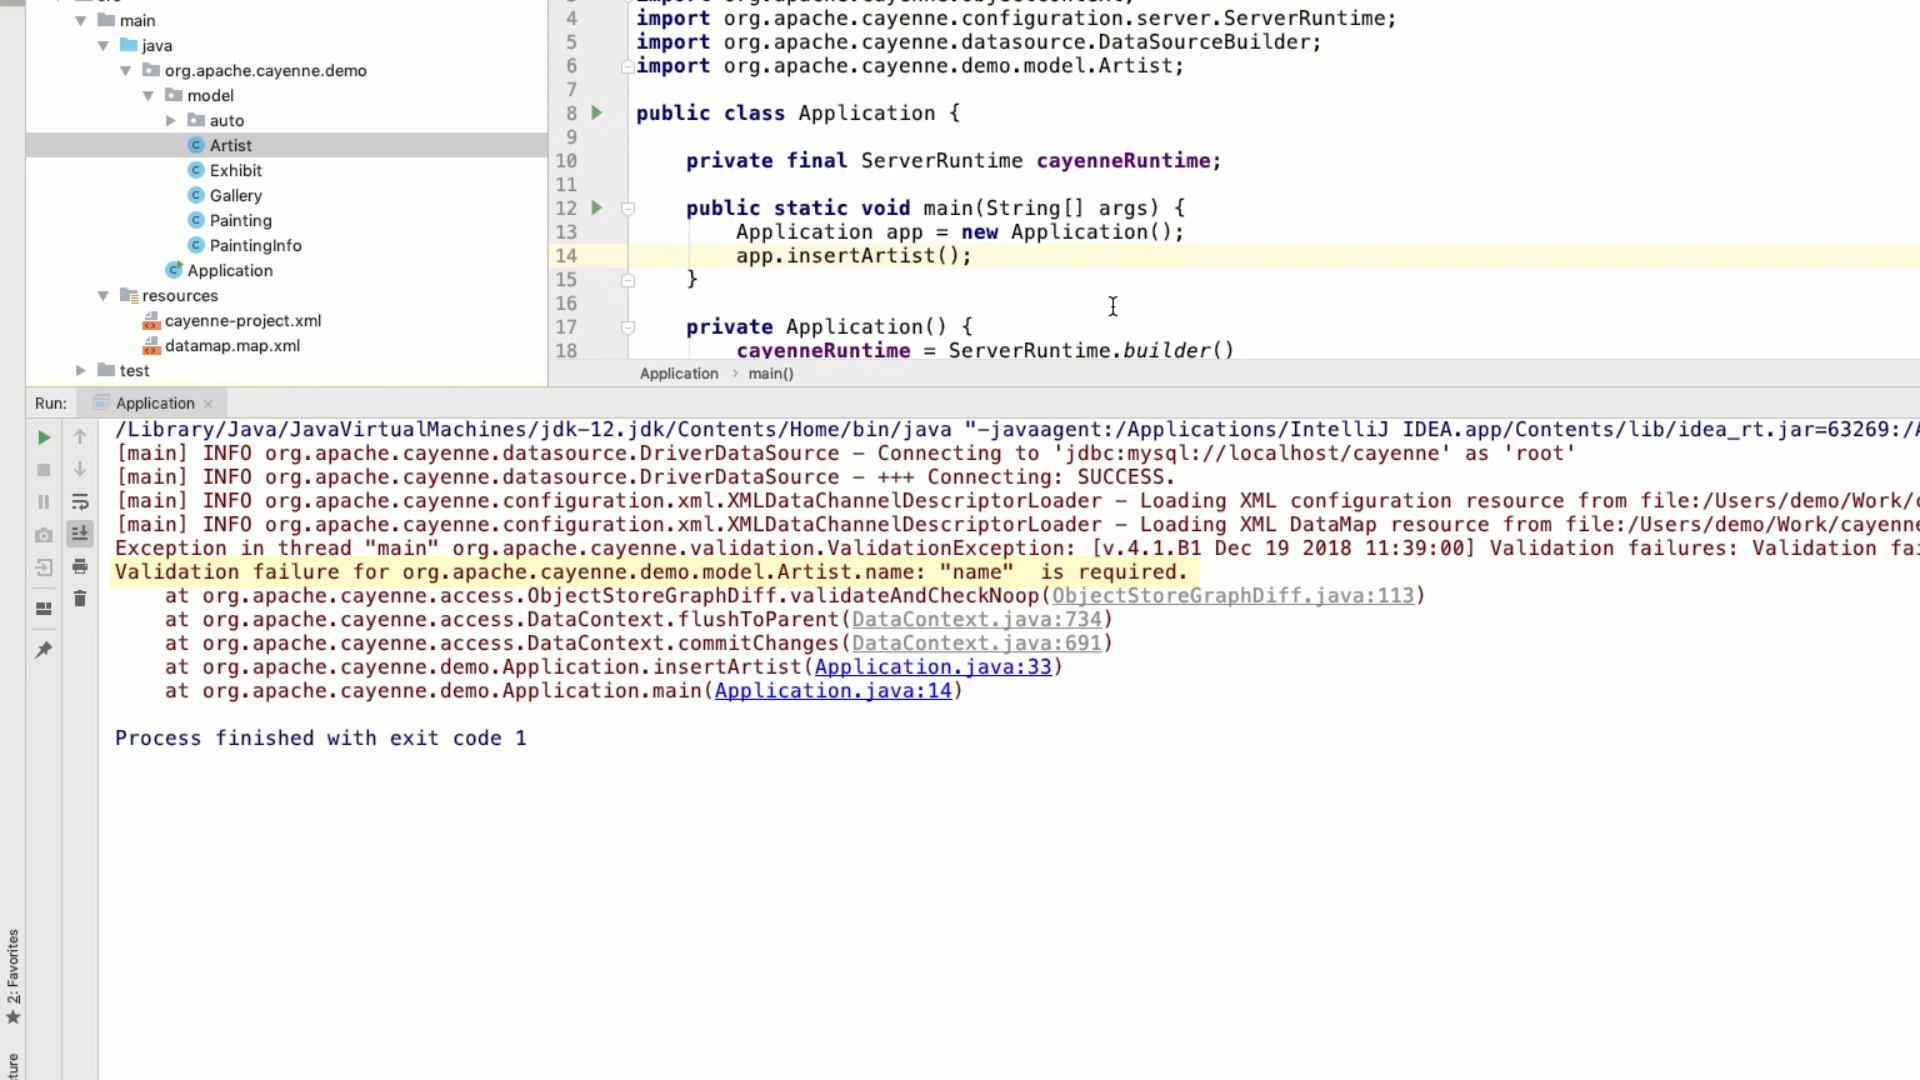 main
java
org.apache.cayenne.demo
model
auto
Artist
Exhibit
Gallery
Painting
PaintingInfo
Application
resources
cayenne-project.xml
datamap.map.xml
test
4 import org.apache.cayenne.configuration.server.ServerRuntime;
5 import org.apache.cayenne.datasource.DataSourceBuilder;
6 import org.apache.cayenne.demo.model.Artist;
7
8 public class Application {
9
10 private final ServerRuntime cayenneRuntime;
11
12 public static void main(String[] args) {
13 Application app = new Application();
14 app.insertArtist();
15 }
16
17 private Application() {
18 cayenneRuntime = ServerRuntime.builder()
Application › main()
Run: Application ×
/Library/Java/JavaVirtualMachines/jdk-12.jdk/Contents/Home/bin/java "-javaagent:/Applications/IntelliJ IDEA.app/Contents/lib/idea_rt.jar=63269:/
[main] INFO org.apache.cayenne.datasource.DriverDataSource – Connecting to 'jdbc:mysql://localhost/cayenne' as 'root'
[main] INFO org.apache.cayenne.datasource.DriverDataSource – +++ Connecting: SUCCESS.
[main] INFO org.apache.cayenne.configuration.xml.XMLDataChannelDescriptorLoader – Loading XML configuration resource from file:/Users/demo/Work/
[main] INFO org.apache.cayenne.configuration.xml.XMLDataChannelDescriptorLoader – Loading XML DataMap resource from file:/Users/demo/Work/cayenne
Exception in thread "main" org.apache.cayenne.validation.ValidationException: [v.4.1.B1 Dec 19 2018 11:39:00] Validation failures: Validation fai
Validation failure for org.apache.cayenne.demo.model.Artist.name: "name"  is required.
at org.apache.cayenne.access.ObjectStoreGraphDiff.validateAndCheckNoop(ObjectStoreGraphDiff.java:113)
at org.apache.cayenne.access.DataContext.flushToParent(DataContext.java:734)
at org.apache.cayenne.access.DataContext.commitChanges(DataContext.java:691)
at org.apache.cayenne.demo.Application.insertArtist(Application.java:33)
at org.apache.cayenne.demo.Application.main(Application.java:14)
Process finished with exit code 1
2: Favorites